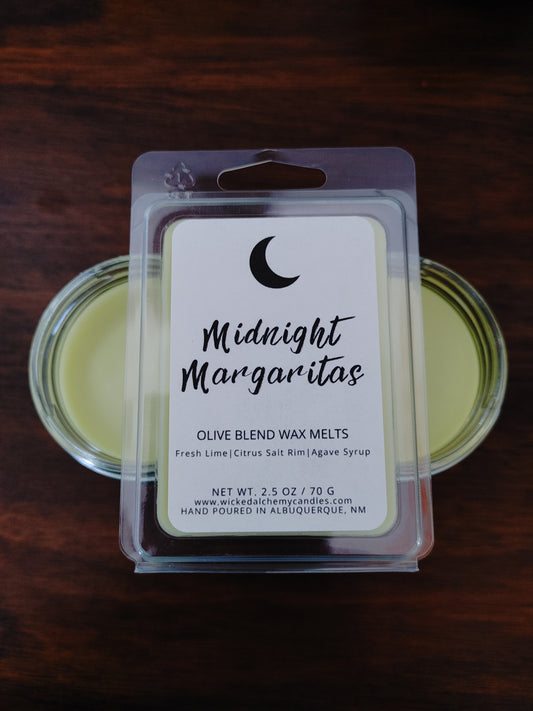 Midnight
Margaritas
OLIVE BLEND WAX MELTS
Fresh Lime|Citrus Salt Rim|Agave Syrup
NET WT. 2.5 OZ / 70 G
www.wickedalchemycandles.com
HAND POURED IN ALBUQUERQUE, NM